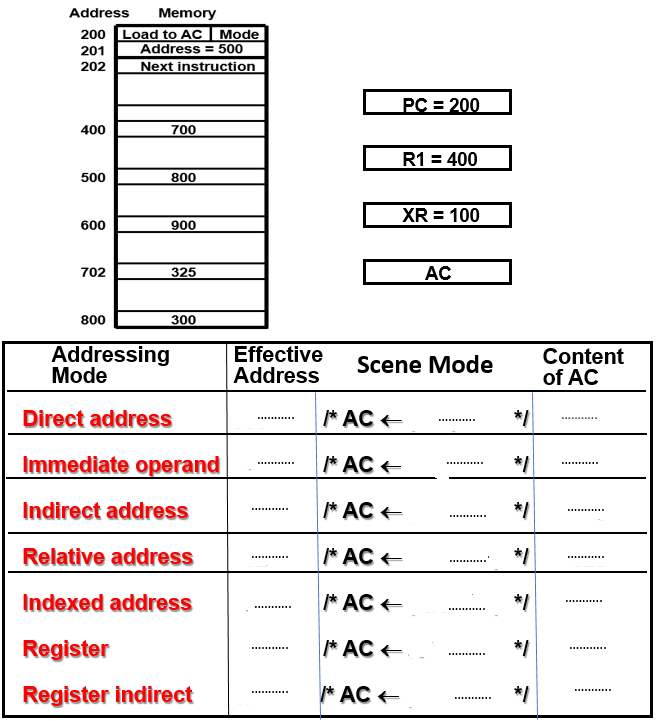 Address Memory
200 Load to AC Mode
201 Address = 500
202 Next instruction
400 700
500 800
600 900
702 325
800 300
PC = 200
R1 = 400
XR = 100
AC
Addressing Mode Effective Address Scene Mode Content of AC
Direct address ........... /* AC ← ........... */ ...........
Immediate operand ........... /* AC ← ........... */ ...........
Indirect address ........... /* AC ← ........... */ ...........
Relative address ........... /* AC ← ........... */ ...........
Indexed address ........... /* AC ← ........... */ ...........
Register ........... /* AC ← ........... */ ...........
Register indirect ........... /* AC ← ........... */ ...........